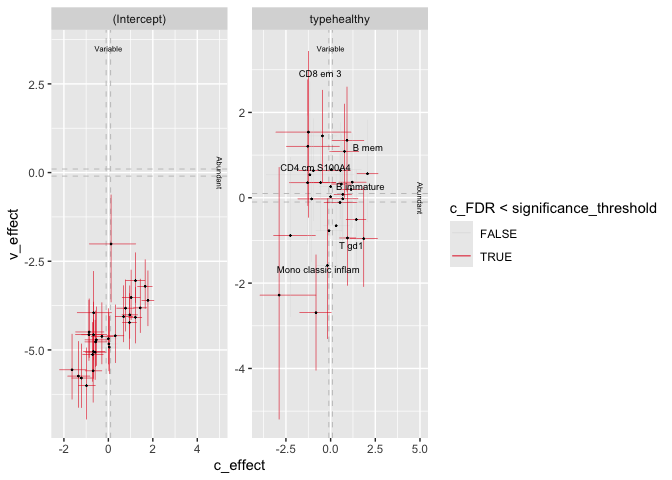 (Intercept)
typehealthy
Variable
Variable
CD8 em 3
B mem
CD4 cm S100A4
B immature
T gd1
Mono classic inflam
Abundant
Abundant
2.5
0.0
-2.5
-5.0
2
0
-2
-4
-2
0
2
4
-2.5
0.0
2.5
5.0
v_effect
c_effect
c_FDR < significance_threshold
FALSE
TRUE